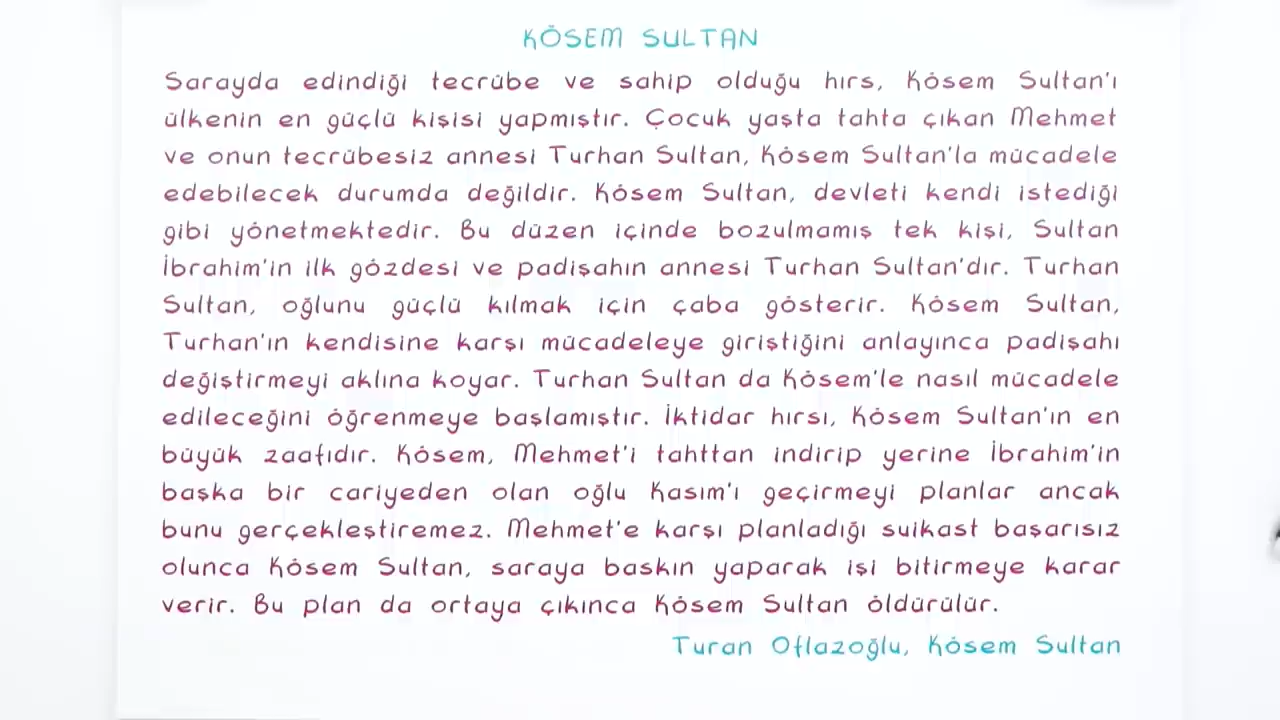 KÖSEM SULTAN
Sarayda edindiği tecrübe ve sahip olduğu hırs, Kösem Sultan'ı
ülkenin en güçlü kişisi yapmıştır. Çocuk yaşta tahta çıkan Mehmet
ve onun tecrübesiz annesi Turhan Sultan, Kösem Sultan'la mücadele
edebilecek durumda değildir. Kösem Sultan, devleti kendi istediği
gibi yönetmektedir. Bu düzen içinde bozulmamış tek kişi, Sultan
İbrahim'in ilk gözdesi ve padişahın annesi Turhan Sultan'dır. Turhan
Sultan, oğlunu güçlü kılmak için çaba gösterir. Kösem Sultan,
Turhan'ın kendisine karşı mücadeleye giriştiğini anlayınca padişahı
değiştirmeyi aklına koyar. Turhan Sultan da Kösem'le nasıl mücadele
edileceğini öğrenmeye başlamıştır. İktidar hırsı, Kösem Sultan'ın en
büyük zaafıdır. Kösem, Mehmet'i tahttan indirip yerine İbrahim'in
başka bir cariyeden olan oğlu Kasım'ı geçirmeyi planlar ancak
bunu gerçekleştiremez. Mehmet'e karşı planladığı suikast başarısız
olunca Kösem Sultan, saraya baskın yaparak işi bitirmeye karar
verir. Bu plan da ortaya çıkınca Kösem Sultan öldürülür.
Turan Oflazoğlu, Kösem Sultan